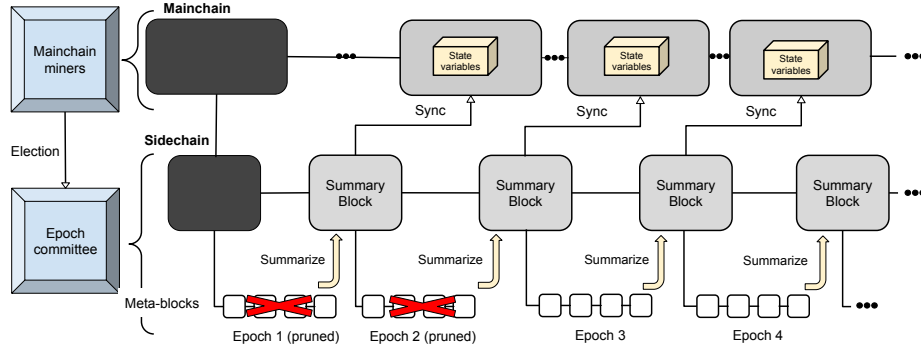 Mainchain
Mainchain
miners
State
variables
State
variables
State
variables
Sync
Sync
Sync
Election
Sidechain
Epoch
committee
Summary
Block
Summary
Block
Summary
Block
Summary
Block
Summarize
Summarize
Summarize
Summarize
Meta-blocks
Epoch 1 (pruned)
Epoch 2 (pruned)
Epoch 3
Epoch 4